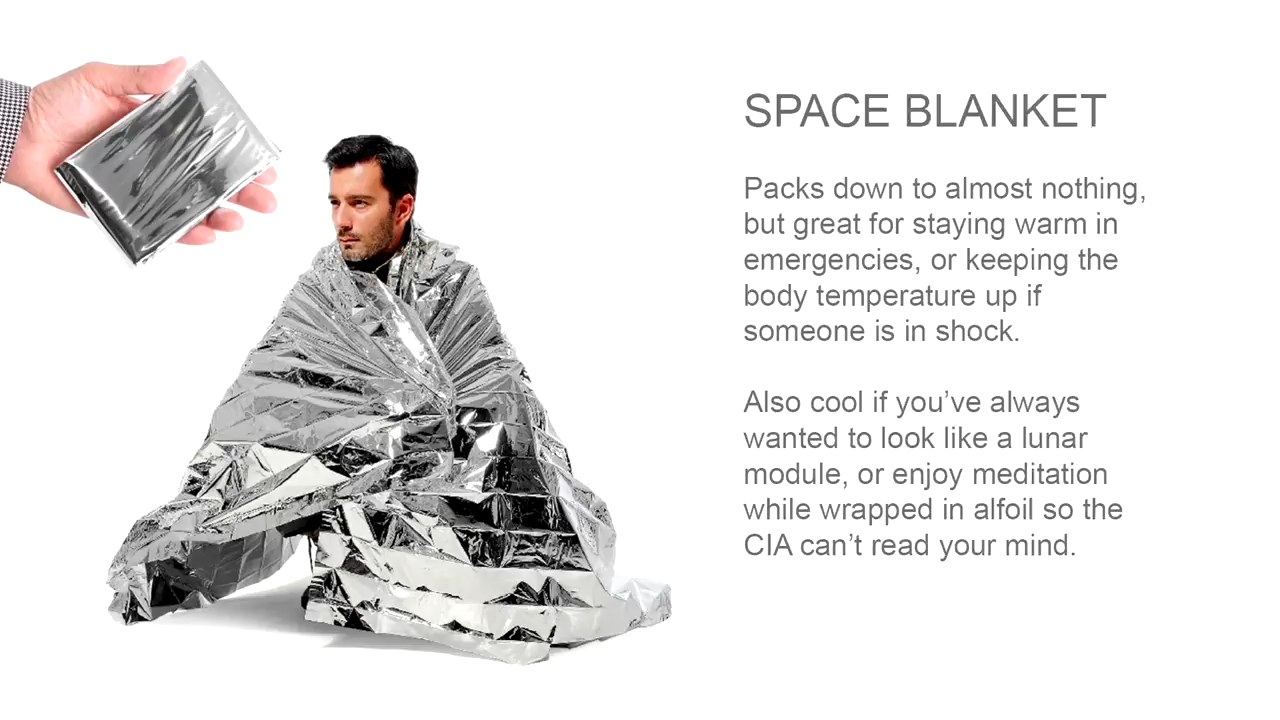 SPACE BLANKET
Packs down to almost nothing,
but great for staying warm in
emergencies, or keeping the
body temperature up if
someone is in shock.
Also cool if you’ve always
wanted to look like a lunar
module, or enjoy meditation
while wrapped in alfoil so the
CIA can’t read your mind.